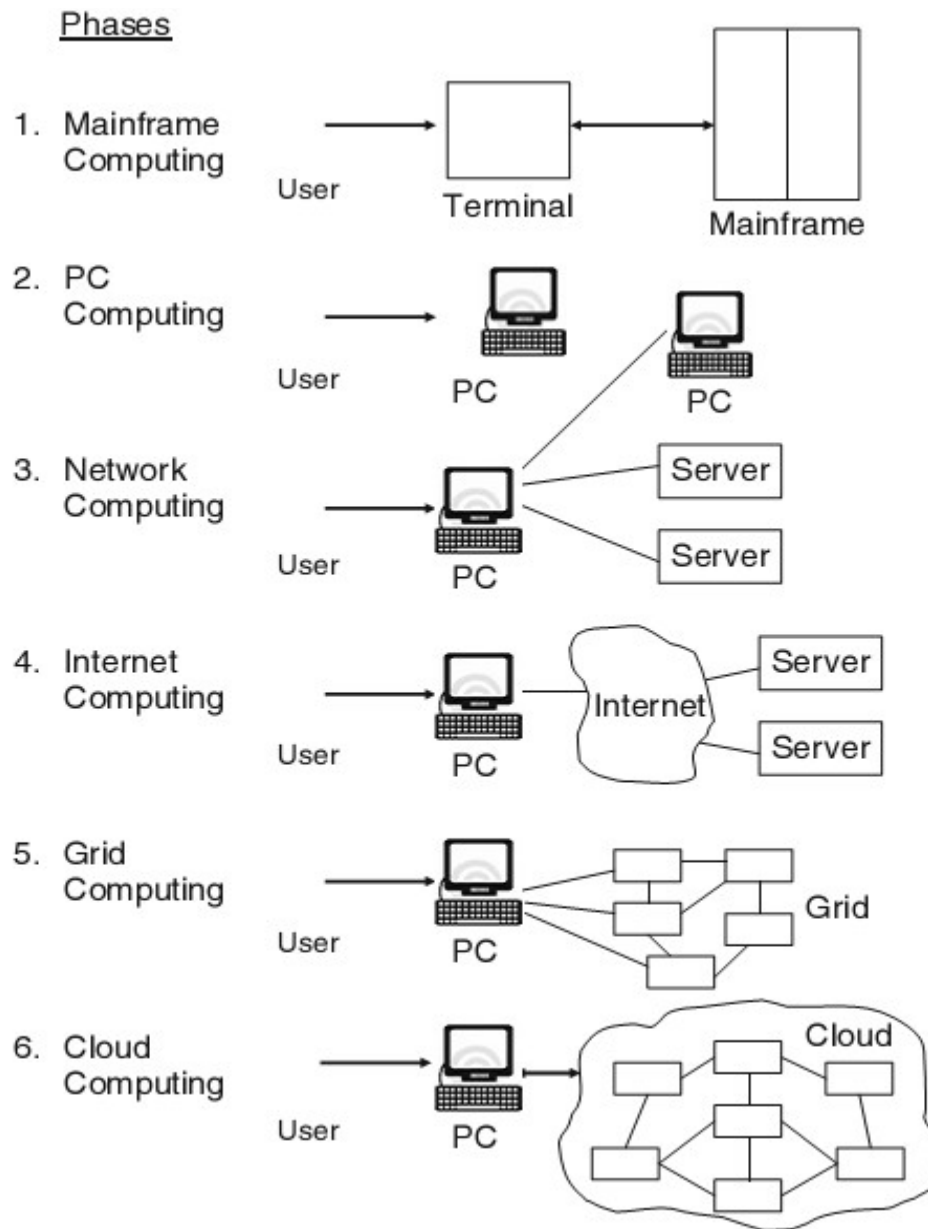 Phases
1. Mainframe
Computing
User
Terminal
Mainframe
2. PC
Computing
User
PC
PC
3. Network
Computing
User
PC
Server
Server
4. Internet
Computing
User
PC
Internet
Server
Server
5. Grid
Computing
User
PC
Grid
6. Cloud
Computing
User
PC
Cloud